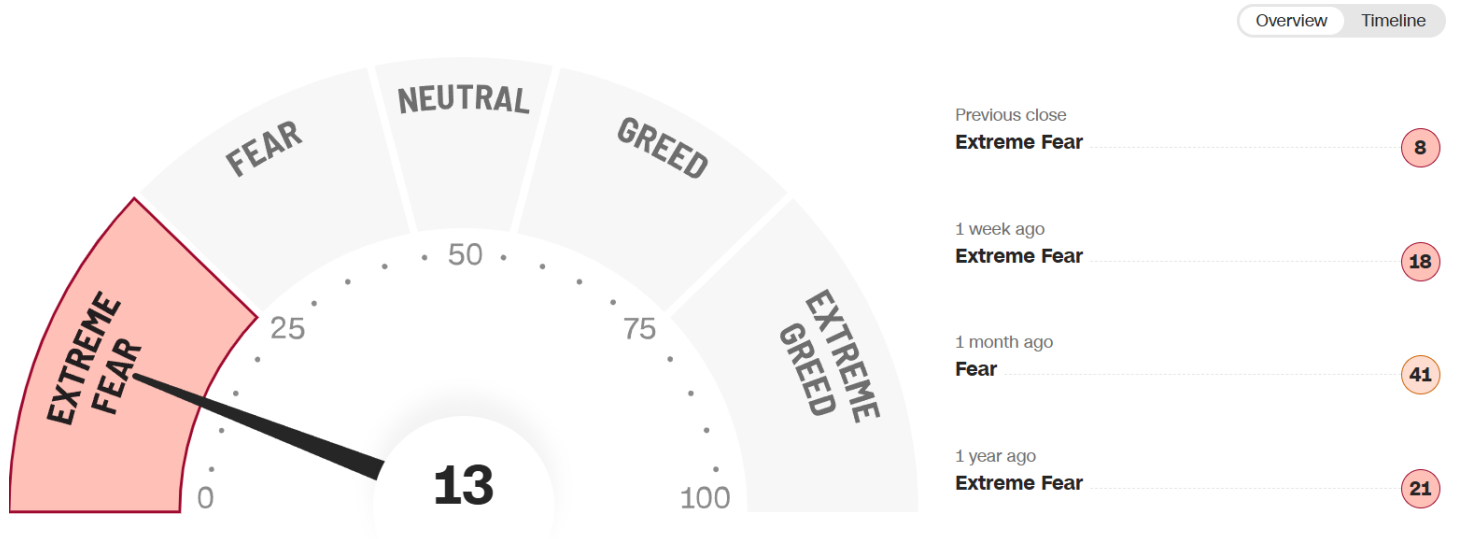 Overview
Timeline
EXTREME
FEAR
FEAR
NEUTRAL
GREED
EXTREME
GREED
0
25
50
75
100
13
Previous close
Extreme Fear
8
1 week ago
Extreme Fear
18
1 month ago
Fear
41
1 year ago
Extreme Fear
21